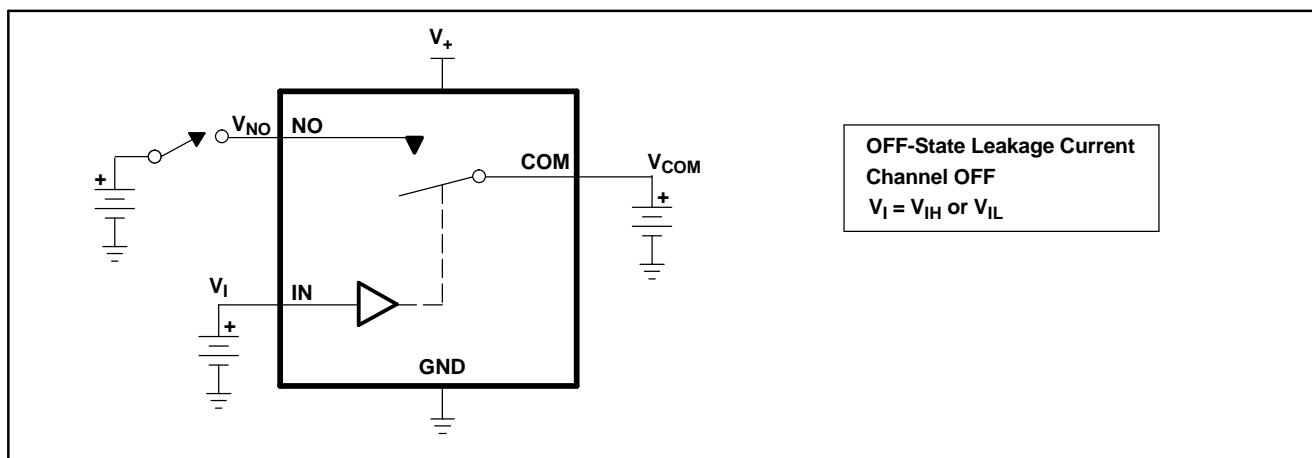 V+
VNO NO
COM VCOM
+
+
VI IN
+
GND
OFF-State Leakage Current
Channel OFF
VI = VIH or VIL